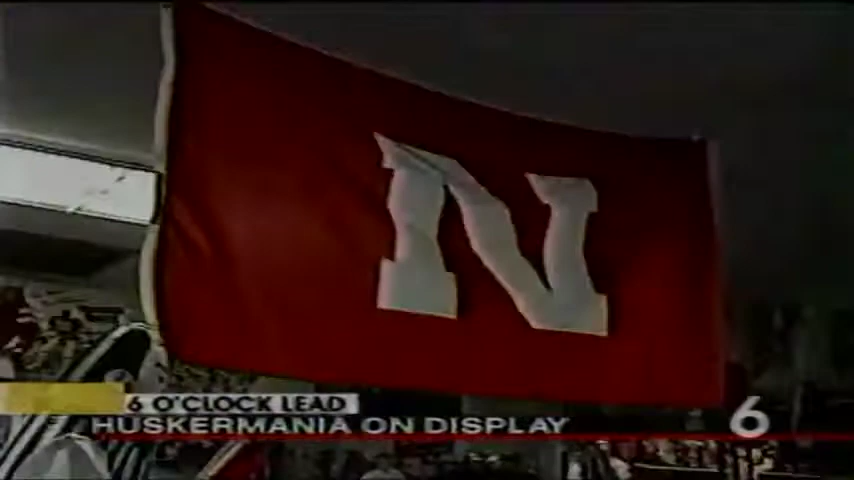 N
6 O'CLOCK LEAD
HUSKERMANIA ON DISPLAY
6